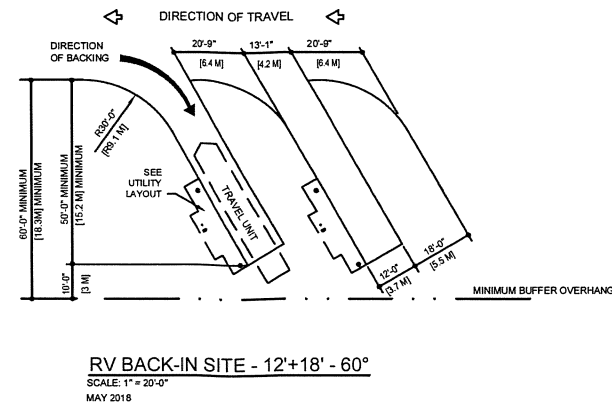 DIRECTION OF TRAVEL
20'-9" 13'-1" 20'-9"
[6.4 M] [4.2 M] [6.4 M]
DIRECTION
OF BACKING
R30'-0"
[R9.1 M]
60'-0" MINIMUM
[18.3M] MINIMUM
50'-0" MINIMUM
[15.2 M] MINIMUM
SEE
UTILITY
LAYOUT
TRAVEL UNIT
10'-0"
[3 M]
12'-0"
[3.7 M]
18'-0"
[5.5 M]
MINIMUM BUFFER OVERHANG
RV BACK-IN SITE - 12'+18' - 60°
SCALE: 1" = 20'-0"
MAY 2018